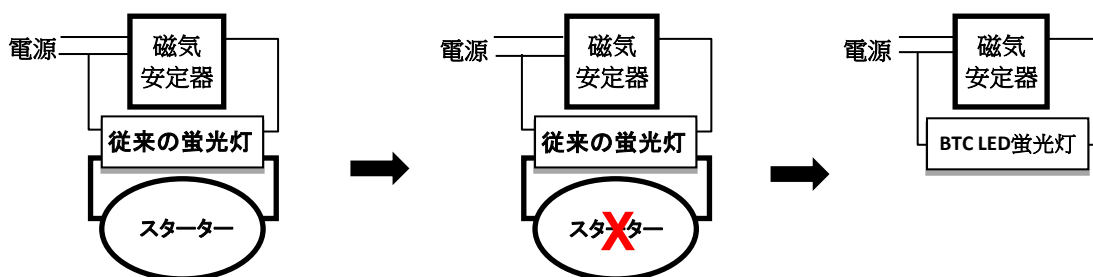 電源
磁気
安定器
従来の蛍光灯
スターター
電源
磁気
安定器
従来の蛍光灯
スターター
X
電源
磁気
安定器
BTC LED蛍光灯